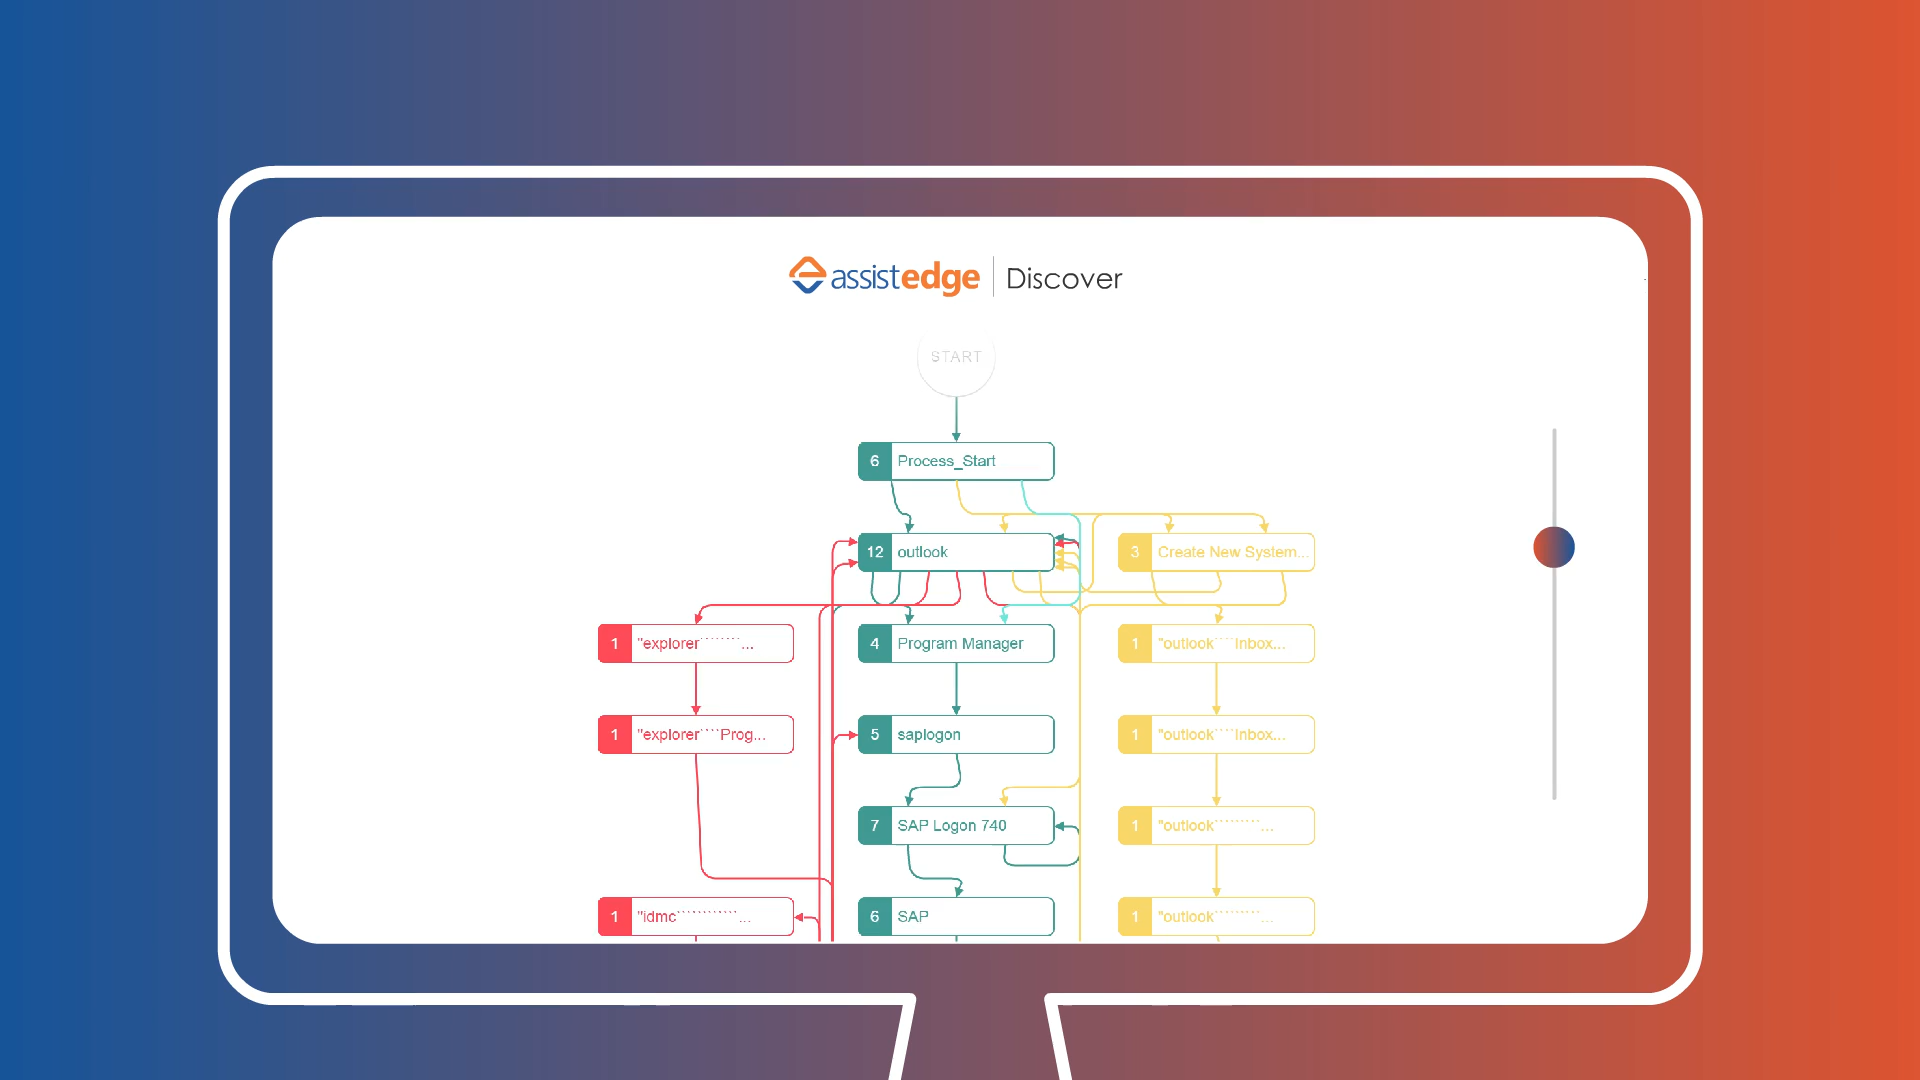 assistedge | Discover
START
6 Process_Start
12 outlook
3 Create New System...
1 "explorer````````...
4 Program Manager
1 "outlook````Inbox...
1 "explorer````Prog...
5 saplogon
1 "outlook````Inbox...
7 SAP Logon 740
1 "outlook`````````...
1 "idmc````````````...
6 SAP
1 "outlook`````````...